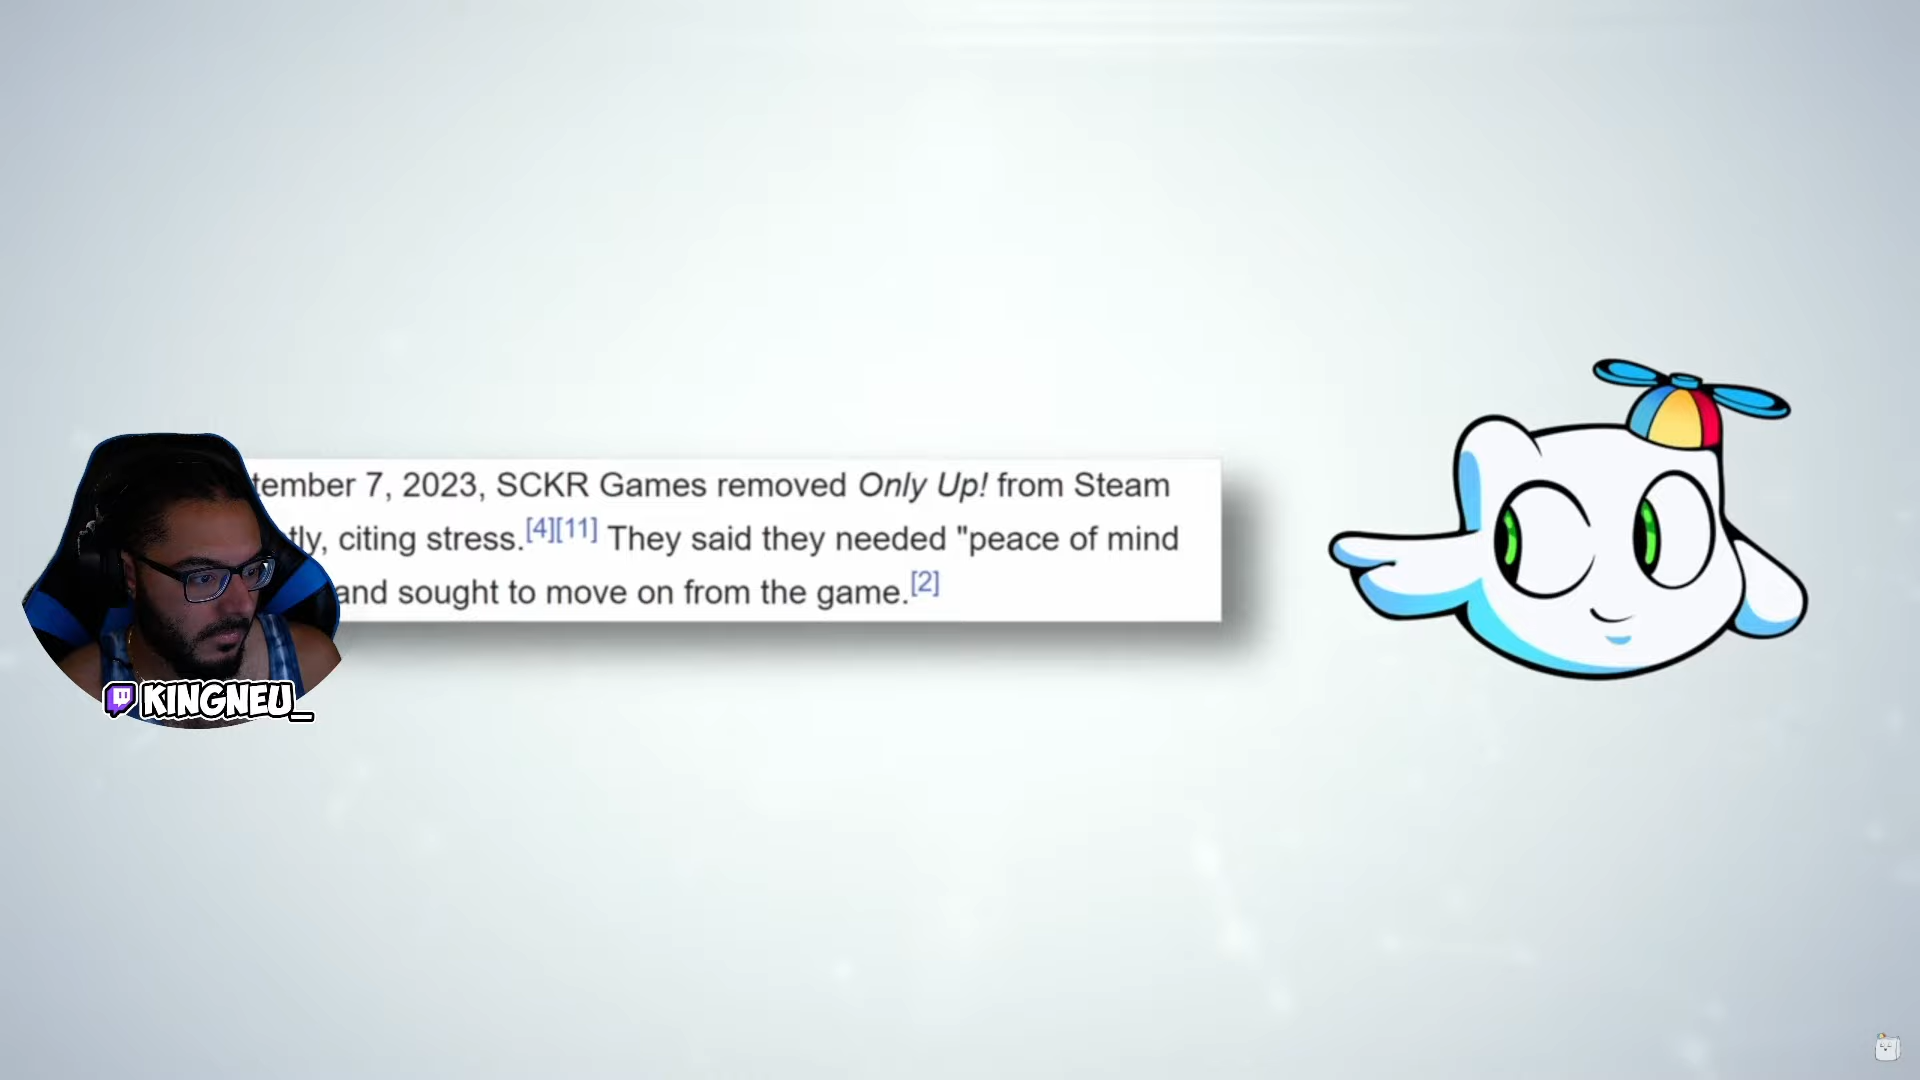 tember 7, 2023, SCKR Games removed Only Up! from Steam
tly, citing stress.[4][11] They said they needed "peace of mind
and sought to move on from the game.[2]
KINGNEU_